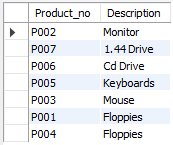 Product_no Description
P002 Monitor
P007 1.44 Drive
P006 Cd Drive
P005 Keyboards
P003 Mouse
P001 Floppies
P004 Floppies